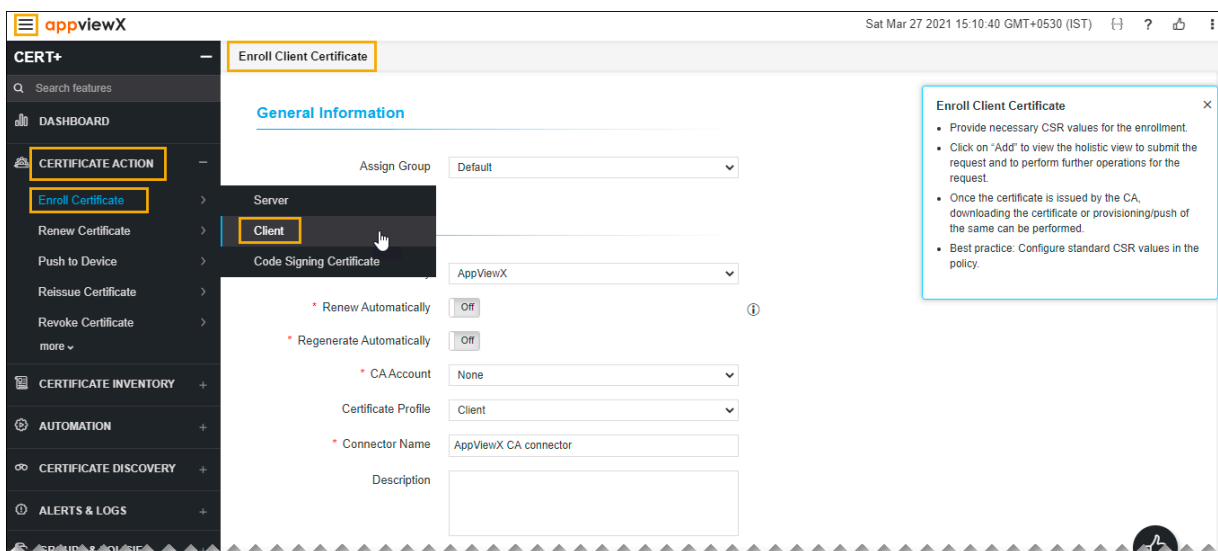 appviewX
Sat Mar 27 2021 15:10:40 GMT+0530 (IST)
?
CERT+
Search features
DASHBOARD
CERTIFICATE ACTION
Enroll Certificate
Renew Certificate
Push to Device
Reissue Certificate
Revoke Certificate
more
CERTIFICATE INVENTORY
AUTOMATION
CERTIFICATE DISCOVERY
ALERTS & LOGS
Server
Client
Code Signing Certificate
Enroll Client Certificate
General Information
Assign Group
Default
AppViewX
* Renew Automatically
Off
* Regenerate Automatically
Off
* CA Account
None
Certificate Profile
Client
* Connector Name
AppViewX CA connector
Description
Enroll Client Certificate
• Provide necessary CSR values for the enrollment.
• Click on “Add” to view the holistic view to submit the
request and to perform further operations for the
request.
• Once the certificate is issued by the CA,
downloading the certificate or provisioning/push of
the same can be performed.
• Best practice: Configure standard CSR values in the
policy.